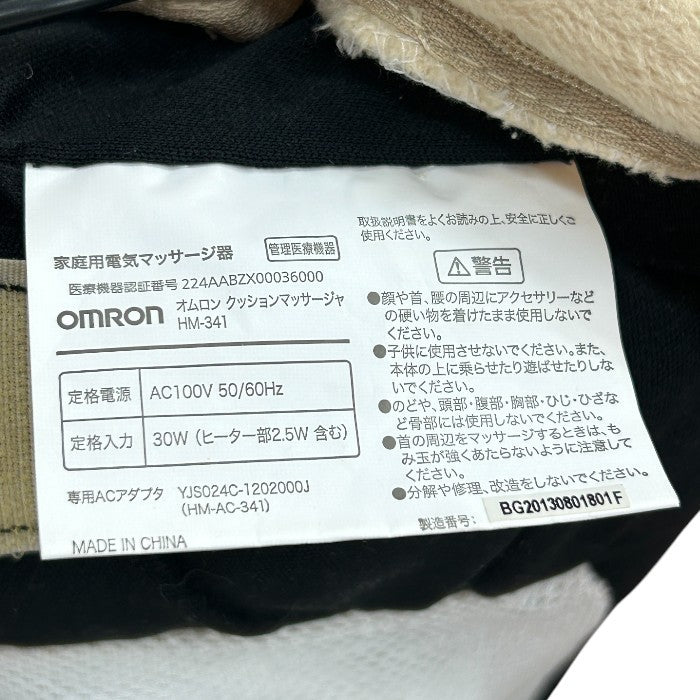 家庭用電気マッサージ器 管理医療機器
医療機器認証番号 224AABZX00036000
OMRON オムロン クッションマッサージャ
HM-341
定格電源 AC100V 50/60Hz
定格入力 30W (ヒーター部2.5W 含む)
専用ACアダプタ YJS024C-1202000J
(HM-AC-341)
MADE IN CHINA
取扱説明書をよくお読みの上、安全に正しくご
使用ください。
警告
●顔や首、腰の周辺にアクセサリーなど
の硬い物を着けたまま使用しないで
ください。
●子供に使用させないでください。また、
本体の上に乗らせたり遊ばせたりしな
いでください。
●のどや、頭部・腹部・胸部・ひじ・ひざな
ど骨部には使用しないでください。
●首の周辺をマッサージするときは、も
み玉が強くあたらないように注意して
ください。
●分解や修理、改造をしないでください。
製造番号: BG20130801801F